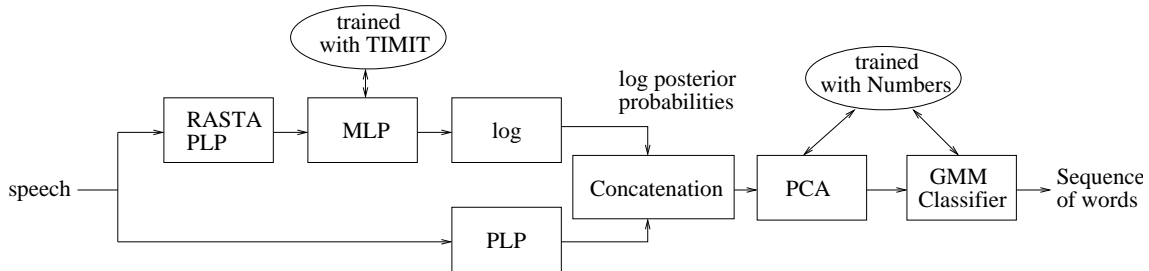 trained
with TIMIT
trained
with Numbers
log posterior
probabilities
RASTA
PLP
MLP
log
speech
Concatenation
PCA
GMM
Classifier
Sequence
of words
PLP